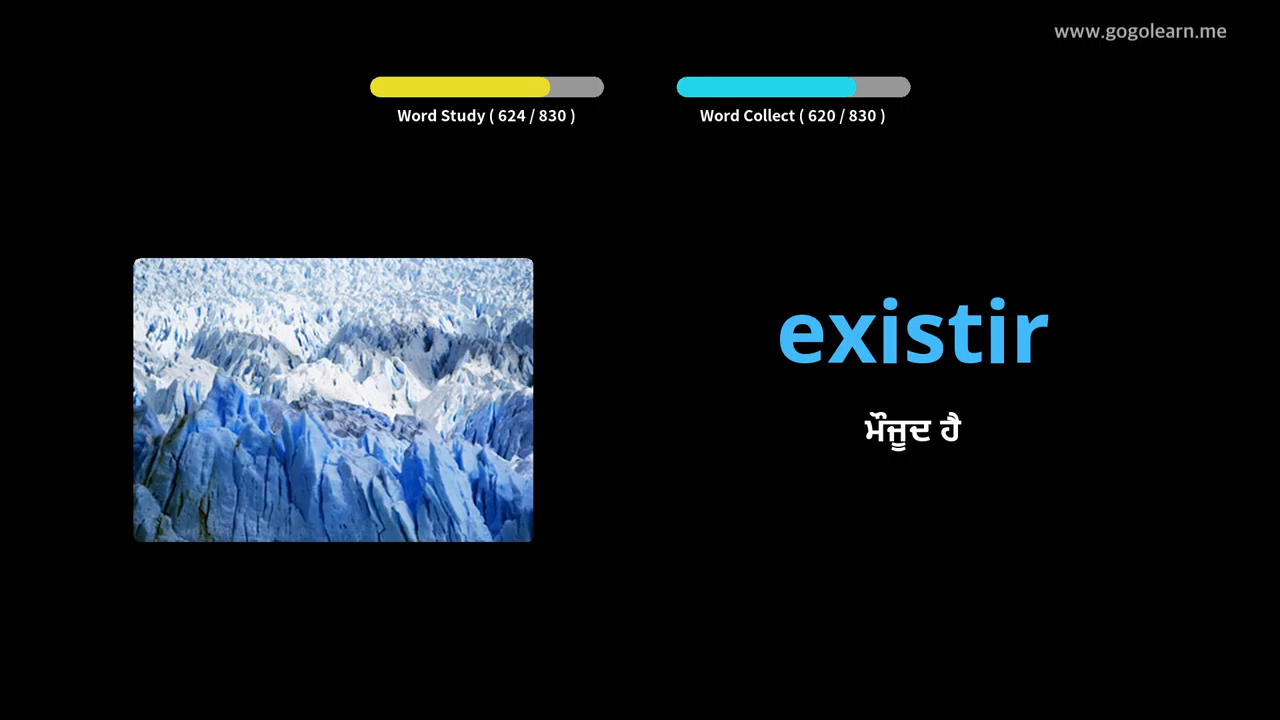 www.gogolearn.me
Word Study ( 624 / 830 )
Word Collect ( 620 / 830 )
existir
ਮੌਜੂਦ ਹੈ